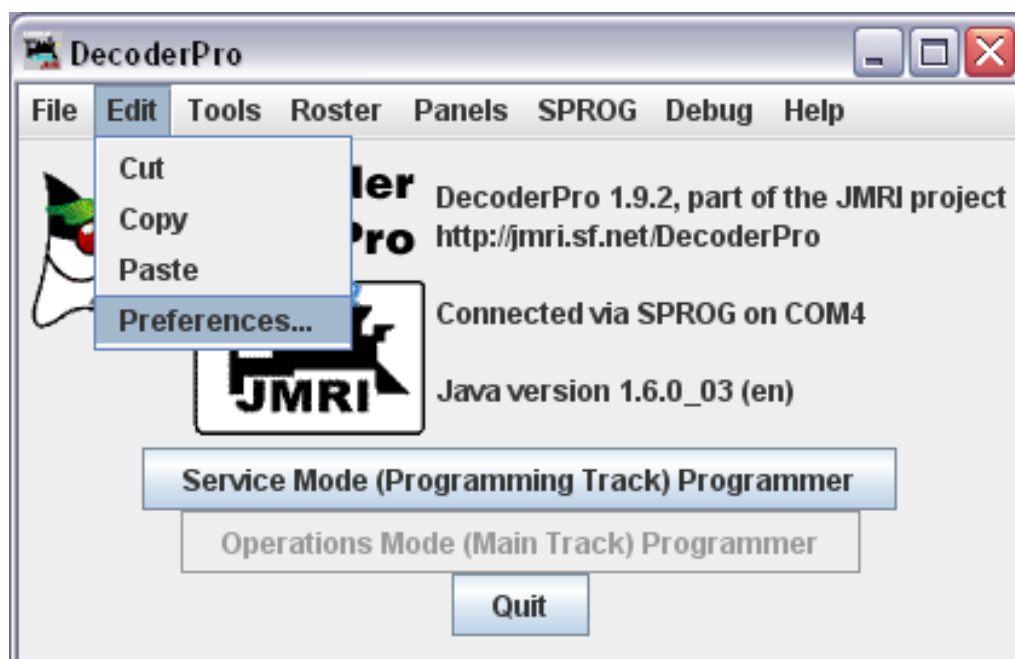 DecoderPro
File Edit Tools Roster Panels SPROG Debug Help
Cut
Copy
Paste
Preferences...
DecoderPro 1.9.2, part of the JMRI project
http://jmri.sf.net/DecoderPro
Connected via SPROG on COM4
JMRI
Java version 1.6.0_03 (en)
Service Mode (Programming Track) Programmer
Operations Mode (Main Track) Programmer
Quit